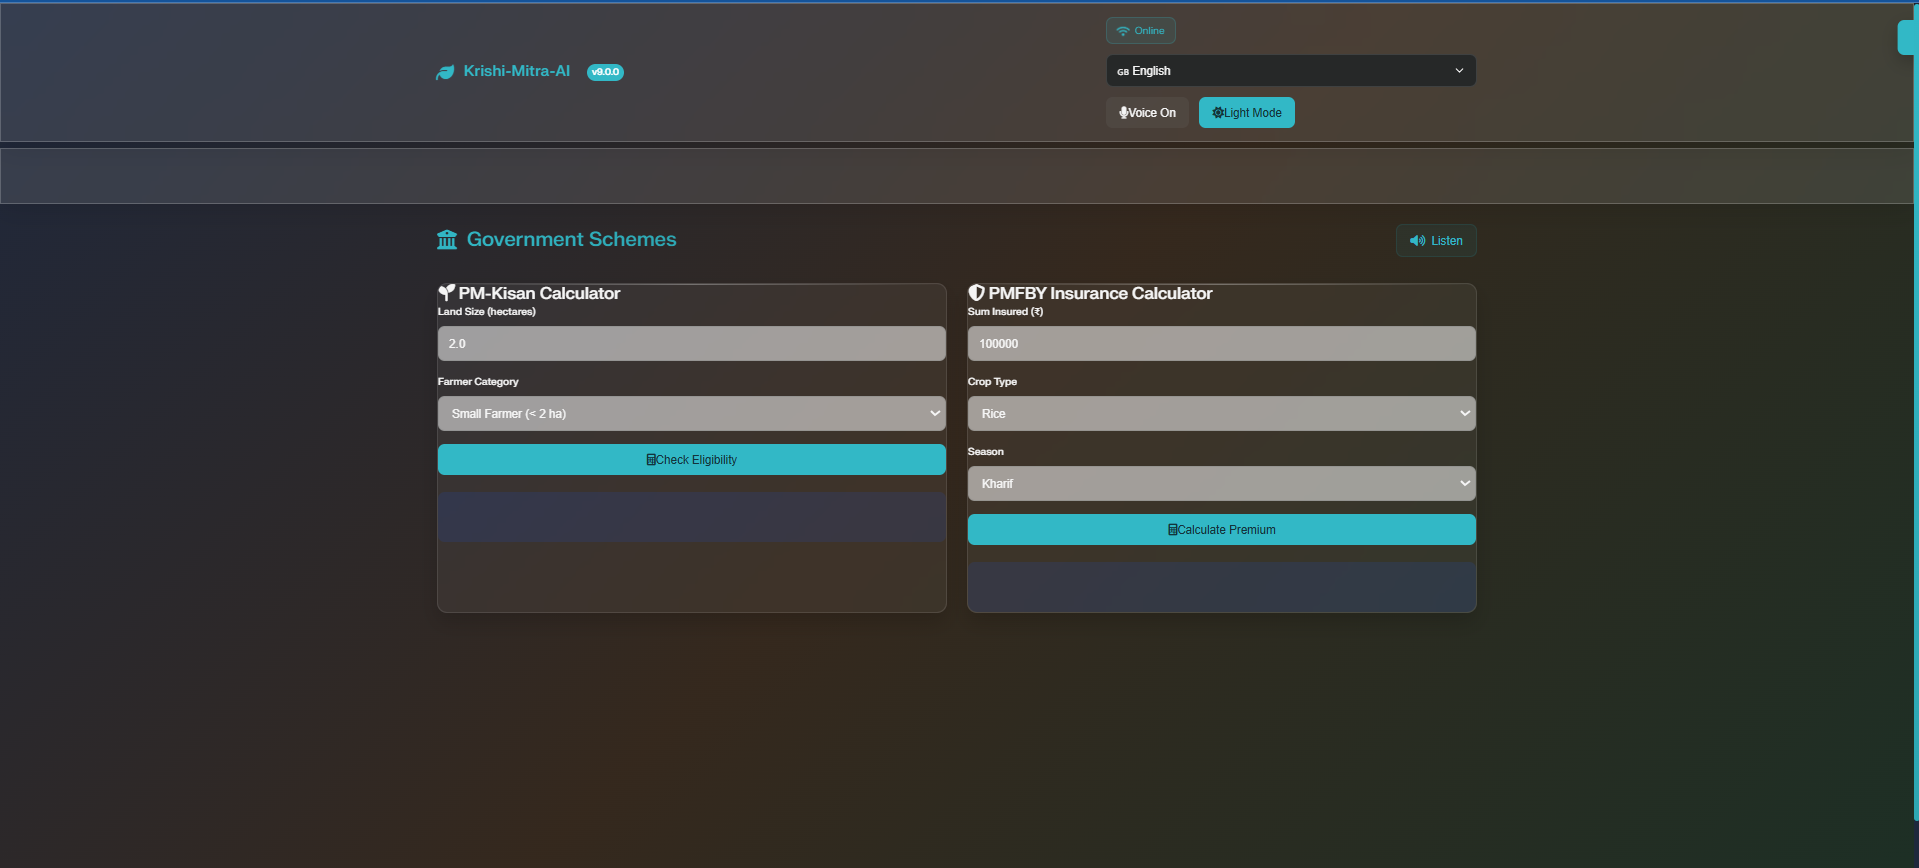 Online
Krishi-Mitra-AI v9.0.0
GB English
Voice On Light Mode
Government Schemes
Listen
PM-Kisan Calculator
Land Size (hectares)
2.0
Farmer Category
Small Farmer (< 2 ha)
Check Eligibility
PMFBY Insurance Calculator
Sum Insured (₹)
100000
Crop Type
Rice
Season
Kharif
Calculate Premium